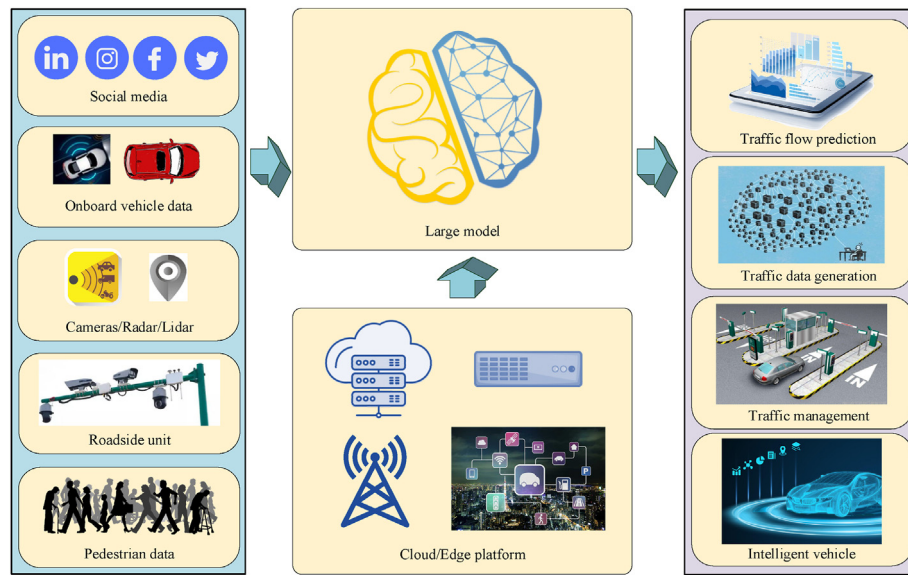 Social media
Onboard vehicle data
Cameras/Radar/Lidar
Roadside unit
Pedestrian data
Large model
Cloud/Edge platform
Traffic flow prediction
Traffic data generation
Traffic management
IN
Intelligent vehicle